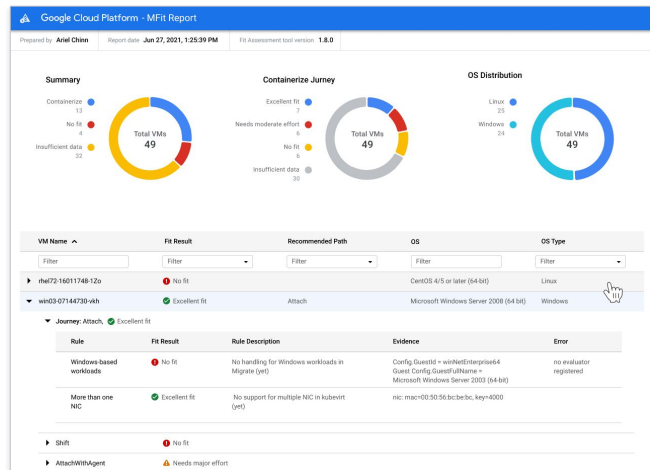 Google Cloud Platform - MFit Report
Prepared by Ariel Chinn Report date Jun 27, 2021, 1:25:39 PM Fit Assessment tool version 1.8.0
Summary
Containerize
13
No fit
4
Insufficient data
32
Total VMs
49
Containerize Jurney
Excellent fit
7
Needs moderate effort
6
No fit
6
Insufficient data
30
Total VMs
49
OS Distribution
Linux
25
Windows
24
Total VMs
49
VM Name Fit Result Recommended Path OS OS Type
Filter Filter Filter Filter Filter
rhel72-16011748-1Zo No fit CentOS 4/5 or later (64-bit) Linux
win03-07144730-vkh Excellent fit Attach Microsoft Windows Server 2008 (64 bit) Windows
Journey: Attach, Excellent fit
Rule Fit Result Rule Description Evidence Error
Windows-based
workloads
No fit
No handling for Windows workloads in
Migrate (yet)
Config.GuestId = winNetEnterprise64
Guest Config.GuestFullName =
Microsoft Windows Server 2003 (64-bit)
no evaluator
registered
More than one
NIC
Excellent fit
No support for multiple NIC in kubevirt
(yet)
nic: mac=00:50:56:bc:be:bc, key=4000
Shift No fit
AttachWithAgent Needs major effort